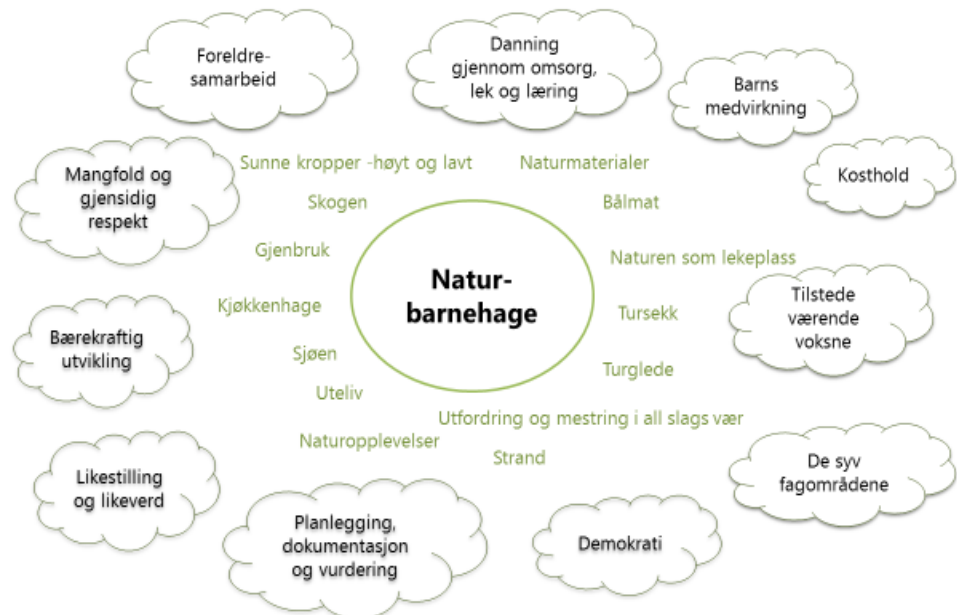 Foreldre-
samarbeid
Danning
gjennom omsorg,
lek og læring
Barns
medvirkning
Kosthold
Mangfold og
gjensidig
respekt
Sunne kropper -høyt og lavt
Naturmaterialer
Skogen
Bålmat
Gjenbruk
Naturen som lekeplass
Natur-
barnehage
Kjøkkenhage
Tursekk
Tilstede
værende
voksne
Bærekraftig
utvikling
Sjøen
Turglede
Uteliv
Utfordring og mestring i all slags vær
Naturopplevelser
Strand
De syv
fagområdene
Likestilling
og likeverd
Planlegging,
dokumentasjon
og vurdering
Demokrati